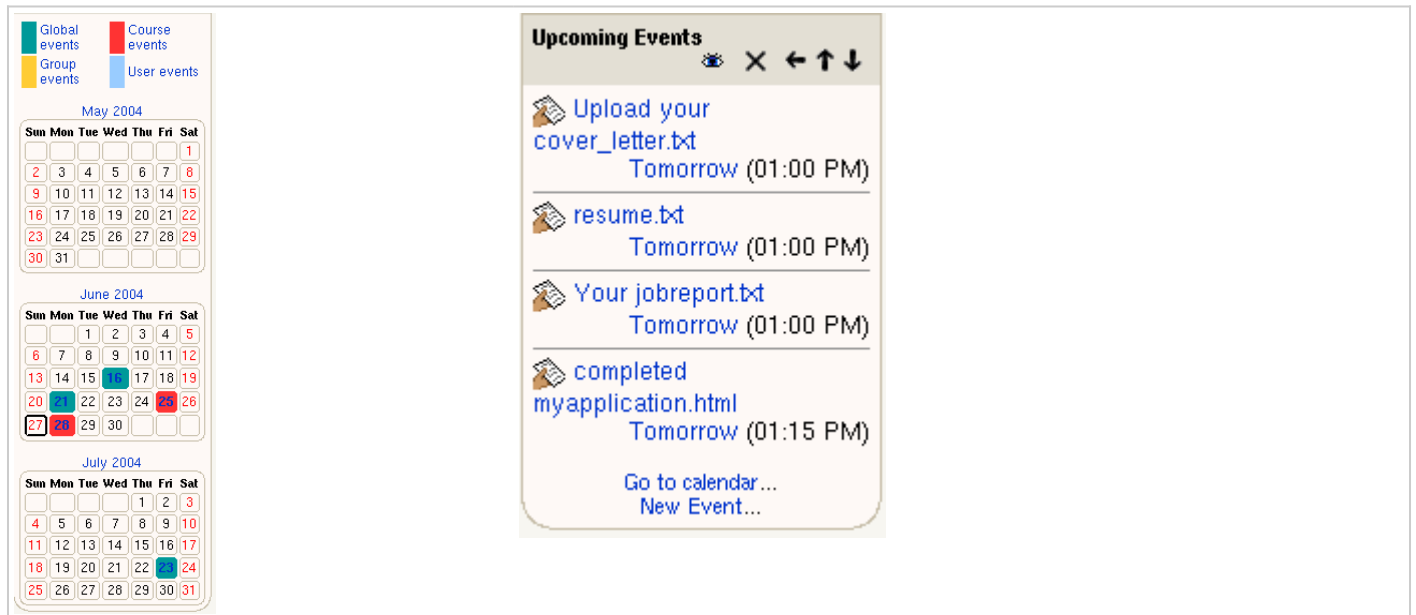 Global events
Course events
Group events
User events
May 2004
Sun Mon Tue Wed Thu Fri Sat
1
2 3 4 5 6 7 8
9 10 11 12 13 14 15
16 17 18 19 20 21 22
23 24 25 26 27 28 29
30 31
June 2004
Sun Mon Tue Wed Thu Fri Sat
1 2 3 4 5
6 7 8 9 10 11 12
13 14 15 16 17 18 19
20 21 22 23 24 25 26
27 28 29 30
July 2004
Sun Mon Tue Wed Thu Fri Sat
1 2 3
4 5 6 7 8 9 10
11 12 13 14 15 16 17
18 19 20 21 22 23 24
25 26 27 28 29 30 31
Upcoming Events
Upload your
cover_letter.txt
Tomorrow (01:00 PM)
resume.txt
Tomorrow (01:00 PM)
Your jobreport.txt
Tomorrow (01:00 PM)
completed
myapplication.html
Tomorrow (01:15 PM)
Go to calendar...
New Event...